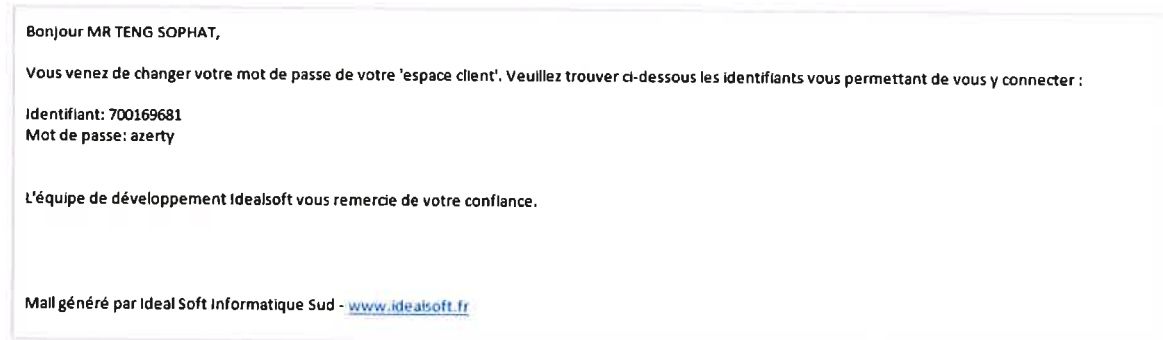 Bonjour MR TENG SOPHAT,
Vous venez de changer votre mot de passe de votre 'espace client'. Veuillez trouver ci-dessous les identifiants vous permettant de vous y connecter :
Identifiant: 700169681
Mot de passe: azerty
L'équipe de développement Idealsoft vous remercie de votre confiance.
Mail généré par Ideal Soft Informatique Sud - www.idealsoft.fr